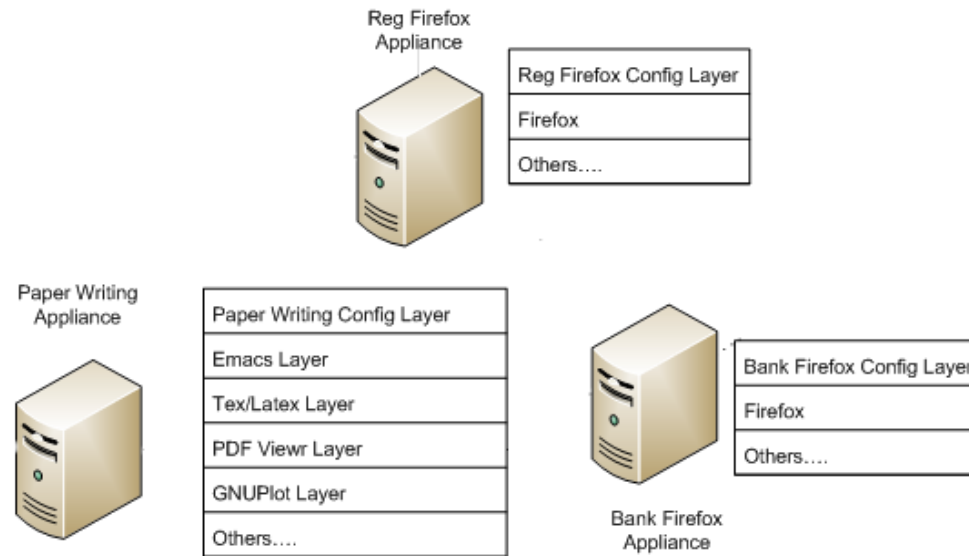 Reg Firefox
Appliance
Reg Firefox Config Layer
Firefox
Others....
Paper Writing
Appliance
Paper Writing Config Layer
Emacs Layer
Tex/Latex Layer
PDF Viewr Layer
GNUPlot Layer
Others....
Bank Firefox Config Layer
Firefox
Others....
Bank Firefox
Appliance